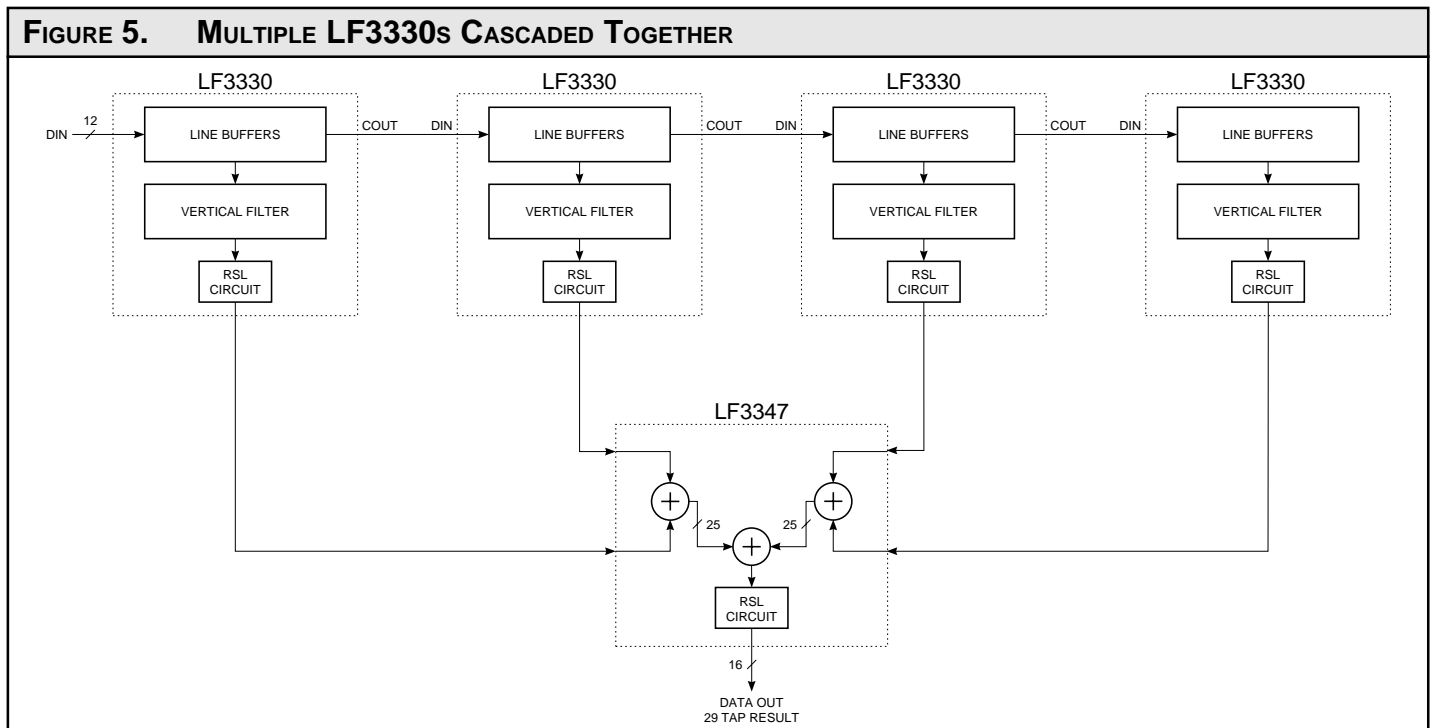 FIGURE 5. MULTIPLE LF3330S CASCADED TOGETHER
LF3330 LF3330 LF3330 LF3330
DIN 12 LINE BUFFERS COUT DIN LINE BUFFERS COUT DIN LINE BUFFERS COUT DIN LINE BUFFERS
VERTICAL FILTER VERTICAL FILTER VERTICAL FILTER VERTICAL FILTER
RSL RSL RSL RSL
CIRCUIT CIRCUIT CIRCUIT CIRCUIT
LF3347
25 25
RSL
CIRCUIT
16
DATA OUT
29 TAP RESULT